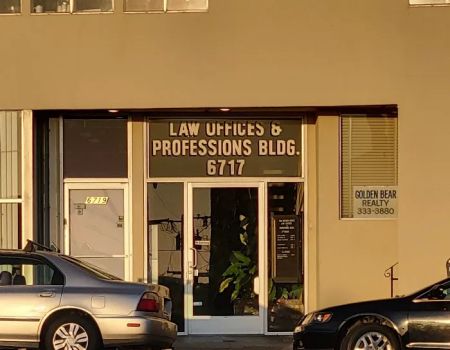 LAW OFFICES &
PROFESSIONS BLDG.
6717
6719
GOLDEN BEAR
REALTY
333-3880